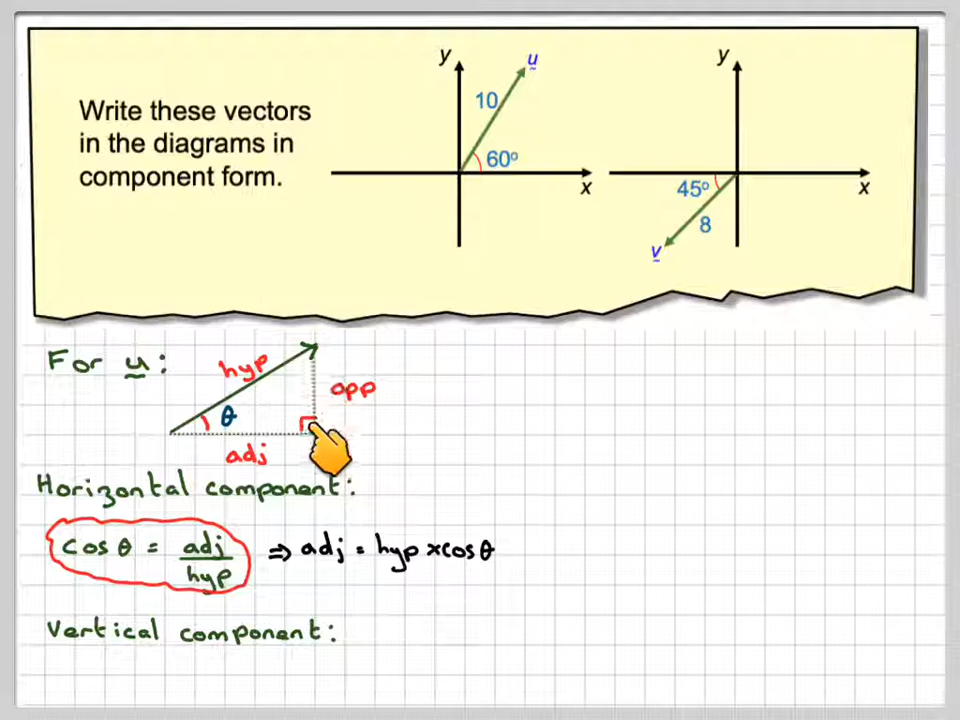 Write these vectors
in the diagrams in
component form.
y
u
10
60°
x
y
45°
x
8
v
For u:
hyp
θ
opp
adj
Horizontal component:
cos θ = adj/hyp ⇒ adj = hyp × cos θ
Vertical component: